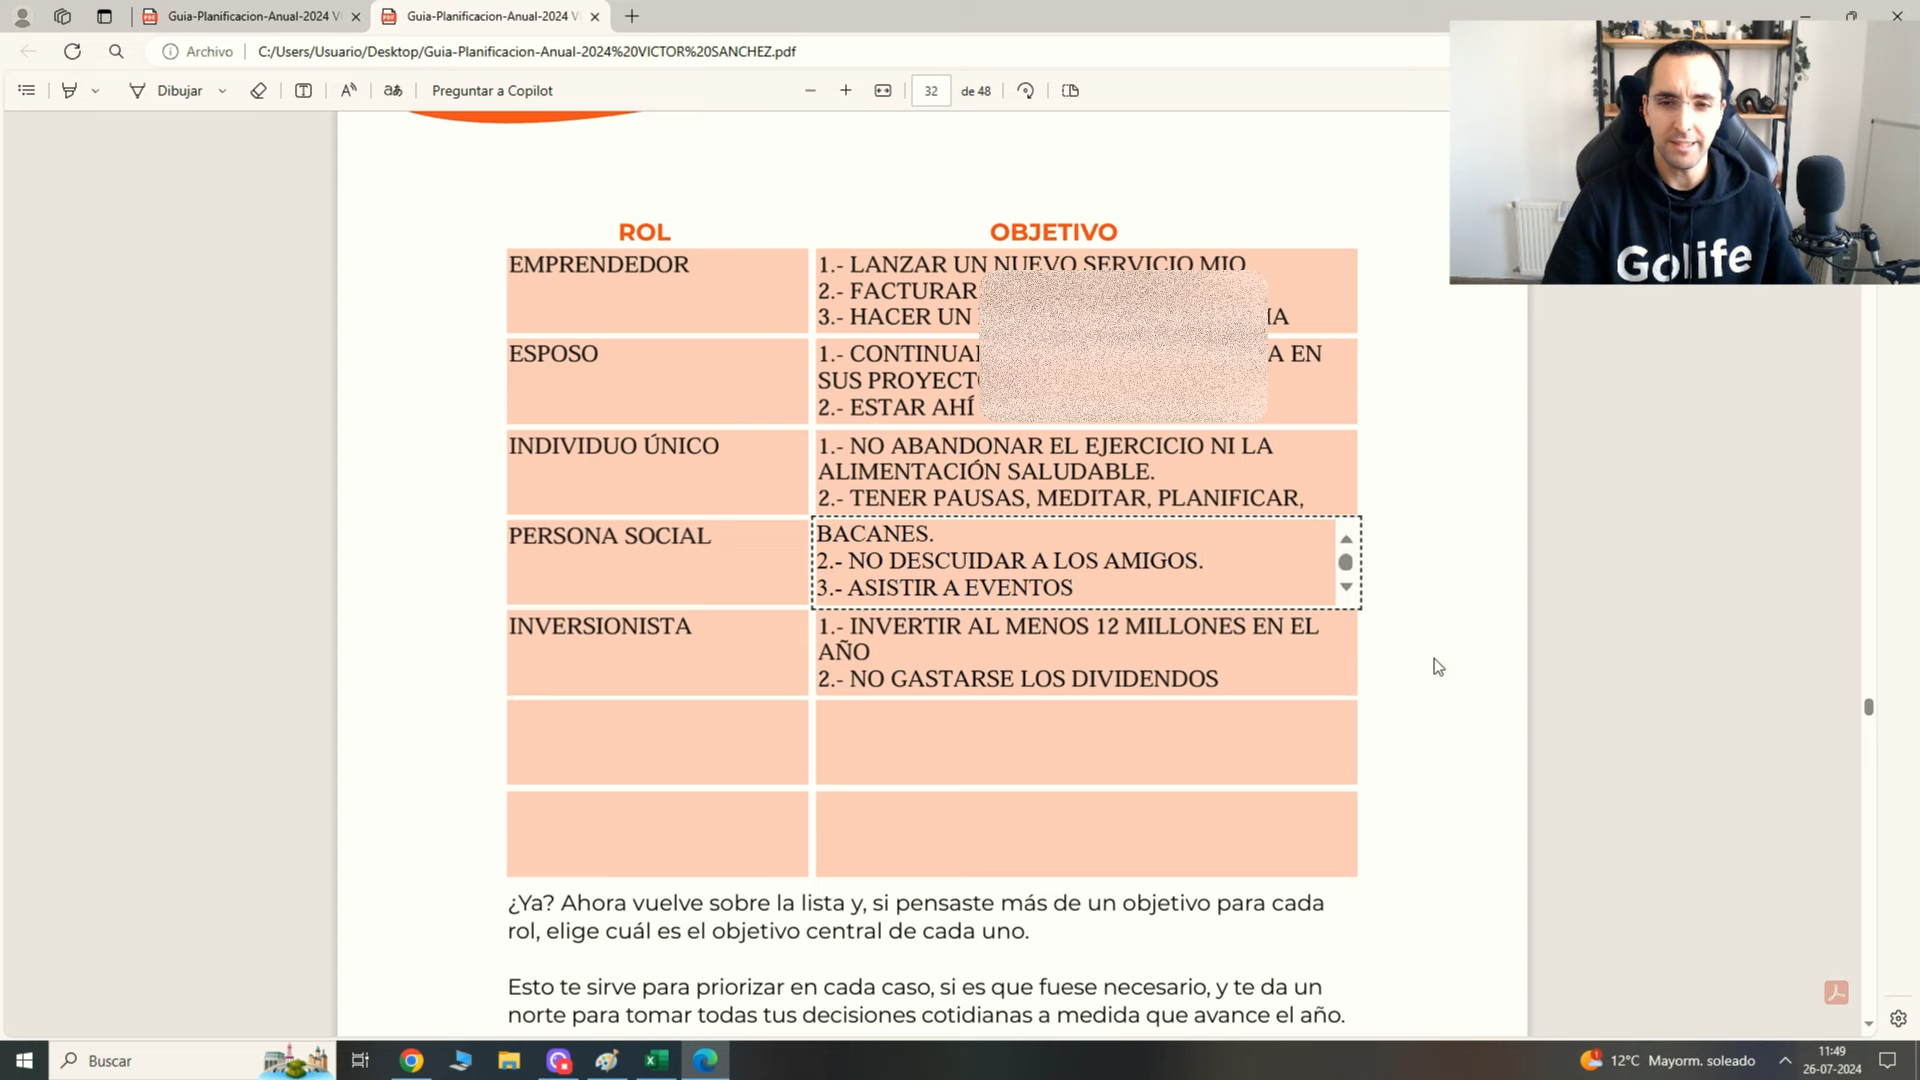 Guia-Planificacion-Anual-2024 Vi
Guia-Planificacion-Anual-2024 Vi
Archivo
C:/Users/Usuario/Desktop/Guia-Planificacion-Anual-2024%20VICTOR%20SANCHEZ.pdf
Dibujar
Preguntar a Copilot
32
de 48
Golife
ROL
OBJETIVO
EMPRENDEDOR
1.- LANZAR UN NUEVO SERVICIO MIO
2.- FACTURAR
3.- HACER UN
ESPOSO
1.- CONTINUA
A EN
SUS PROYECT
2.- ESTAR AHÍ
INDIVIDUO ÚNICO
1.- NO ABANDONAR EL EJERCICIO NI LA
ALIMENTACIÓN SALUDABLE.
2.- TENER PAUSAS, MEDITAR, PLANIFICAR,
PERSONA SOCIAL
BACANES.
2.- NO DESCUIDAR A LOS AMIGOS.
3.- ASISTIR A EVENTOS
INVERSIONISTA
1.- INVERTIR AL MENOS 12 MILLONES EN EL
AÑO
2.- NO GASTARSE LOS DIVIDENDOS
¿Ya? Ahora vuelve sobre la lista y, si pensaste más de un objetivo para cada
rol, elige cuál es el objetivo central de cada uno.
Esto te sirve para priorizar en cada caso, si es que fuese necesario, y te da un
norte para tomar todas tus decisiones cotidianas a medida que avance el año.
Buscar
12°C Mayorm. soleado
11:49
26-07-2024